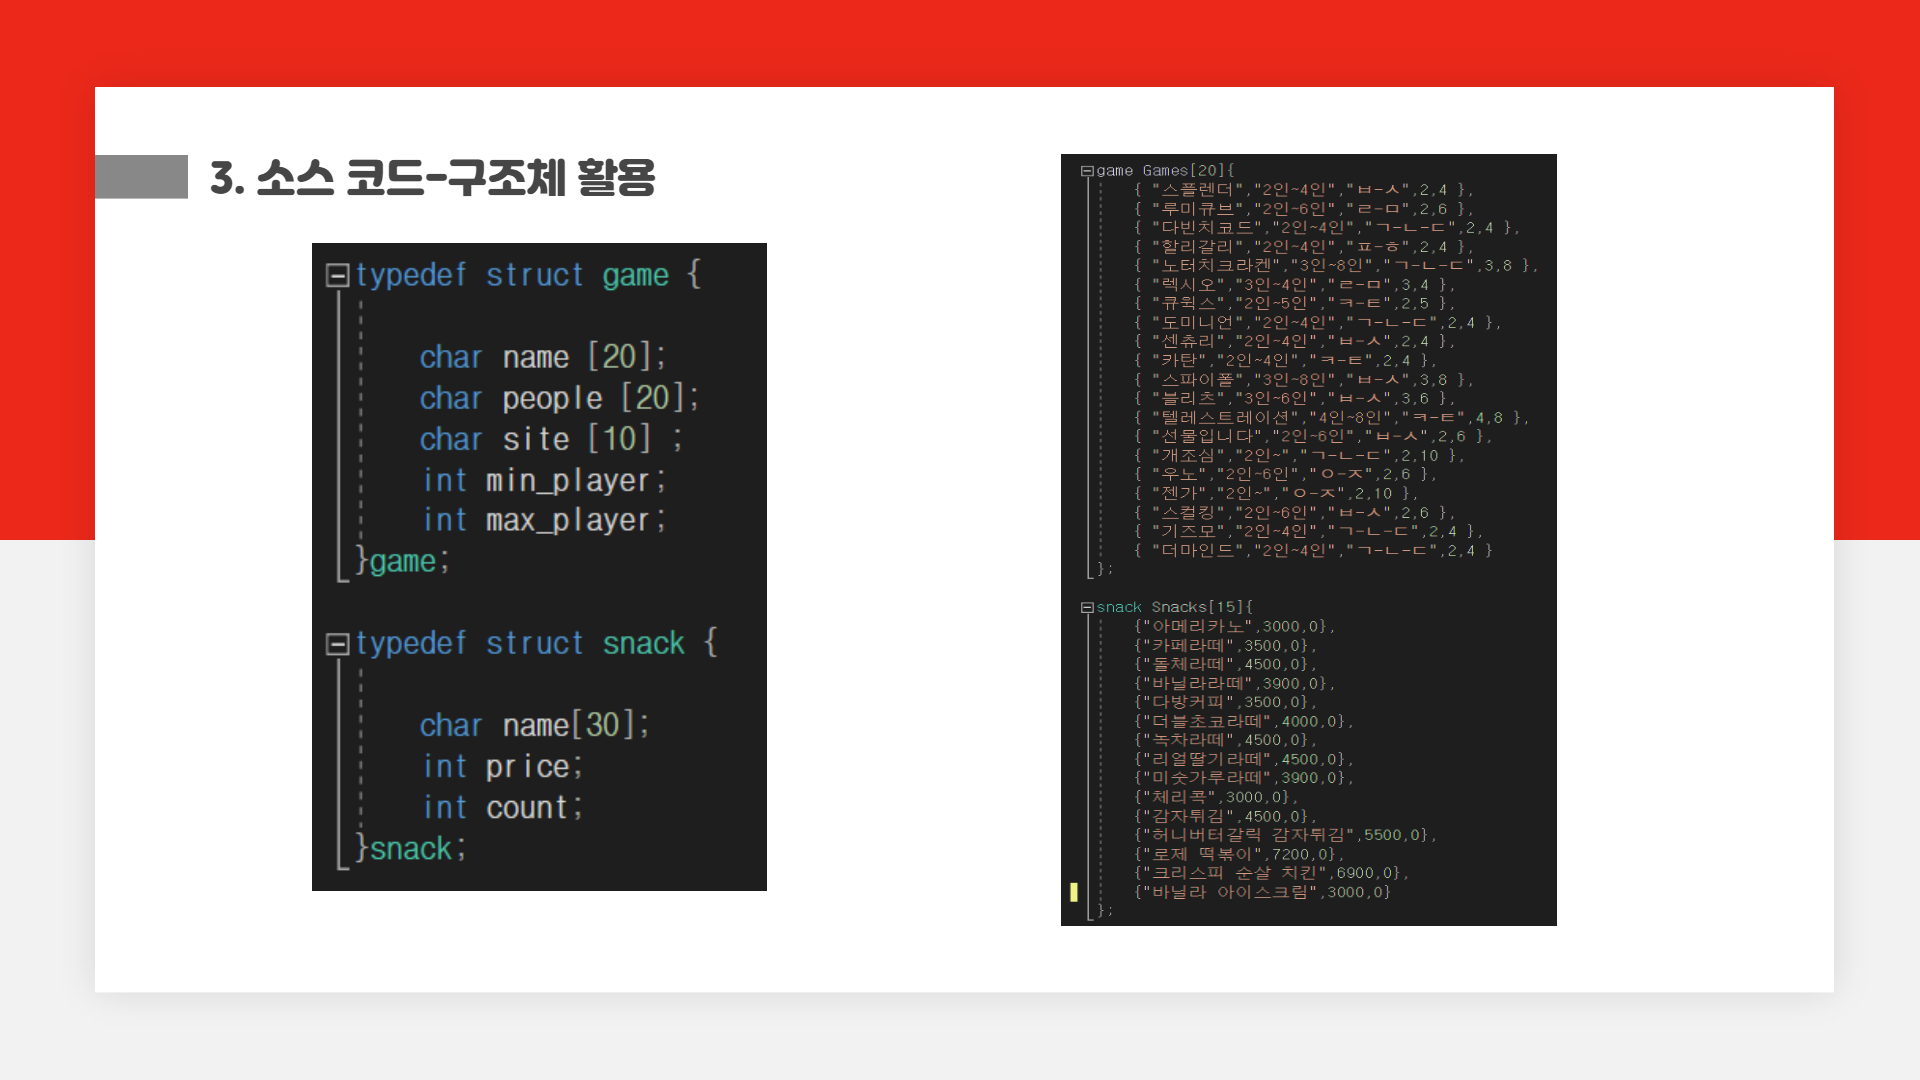 3. 소스 코드-구조체 활용
typedef struct game {
char name [20];
char people [20];
char site [10] ;
int min_player;
int max_player;
}game;
typedef struct snack {
char name[30];
int price;
int count;
}snack;
game Games[20]{
{ "스플렌더","2인~4인","ㅂ-ㅅ",2,4 },
{ "루미큐브","2인~6인","ㄹ-ㅁ",2,6 },
{ "다빈치코드","2인~4인","ㄱ-ㄴ-ㄷ",2,4 },
{ "할리갈리","2인~4인","ㅍ-ㅎ",2,4 },
{ "노터치크라켄","3인~8인","ㄱ-ㄴ-ㄷ",3,8 },
{ "렉시오","3인~4인","ㄹ-ㅁ",3,4 },
{ "큐윅스","2인~5인","ㅋ-ㅌ",2,5 },
{ "도미니언","2인~4인","ㄱ-ㄴ-ㄷ",2,4 },
{ "센츄리","2인~4인","ㅂ-ㅅ",2,4 },
{ "카탄","2인~4인","ㅋ-ㅌ",2,4 },
{ "스파이폴","3인~8인","ㅂ-ㅅ",3,8 },
{ "블리츠","3인~6인","ㅂ-ㅅ",3,6 },
{ "텔레스트레이션","4인~8인","ㅋ-ㅌ",4,8 },
{ "선물입니다","2인~6인","ㅂ-ㅅ",2,6 },
{ "개조심","2인~","ㄱ-ㄴ-ㄷ",2,10 },
{ "우노","2인~6인","ㅇ-ㅈ",2,6 },
{ "젠가","2인~","ㅇ-ㅈ",2,10 },
{ "스컬킹","2인~6인","ㅂ-ㅅ",2,6 },
{ "기즈모","2인~4인","ㄱ-ㄴ-ㄷ",2,4 },
{ "더마인드","2인~4인","ㄱ-ㄴ-ㄷ",2,4 }
};
snack Snacks[15]{
{"아메리카노",3000,0},
{"카페라떼",3500,0},
{"돌체라떼",4500,0},
{"바닐라라떼",3900,0},
{"다방커피",3500,0},
{"더블초코라떼",4000,0},
{"녹차라떼",4500,0},
{"리얼딸기라떼",4500,0},
{"미숫가루라떼",3900,0},
{"체리콕",3000,0},
{"감자튀김",4500,0},
{"허니버터갈릭 감자튀김",5500,0},
{"로제 떡볶이",7200,0},
{"크리스피 순살 치킨",6900,0},
{"바닐라 아이스크림",3000,0}
};